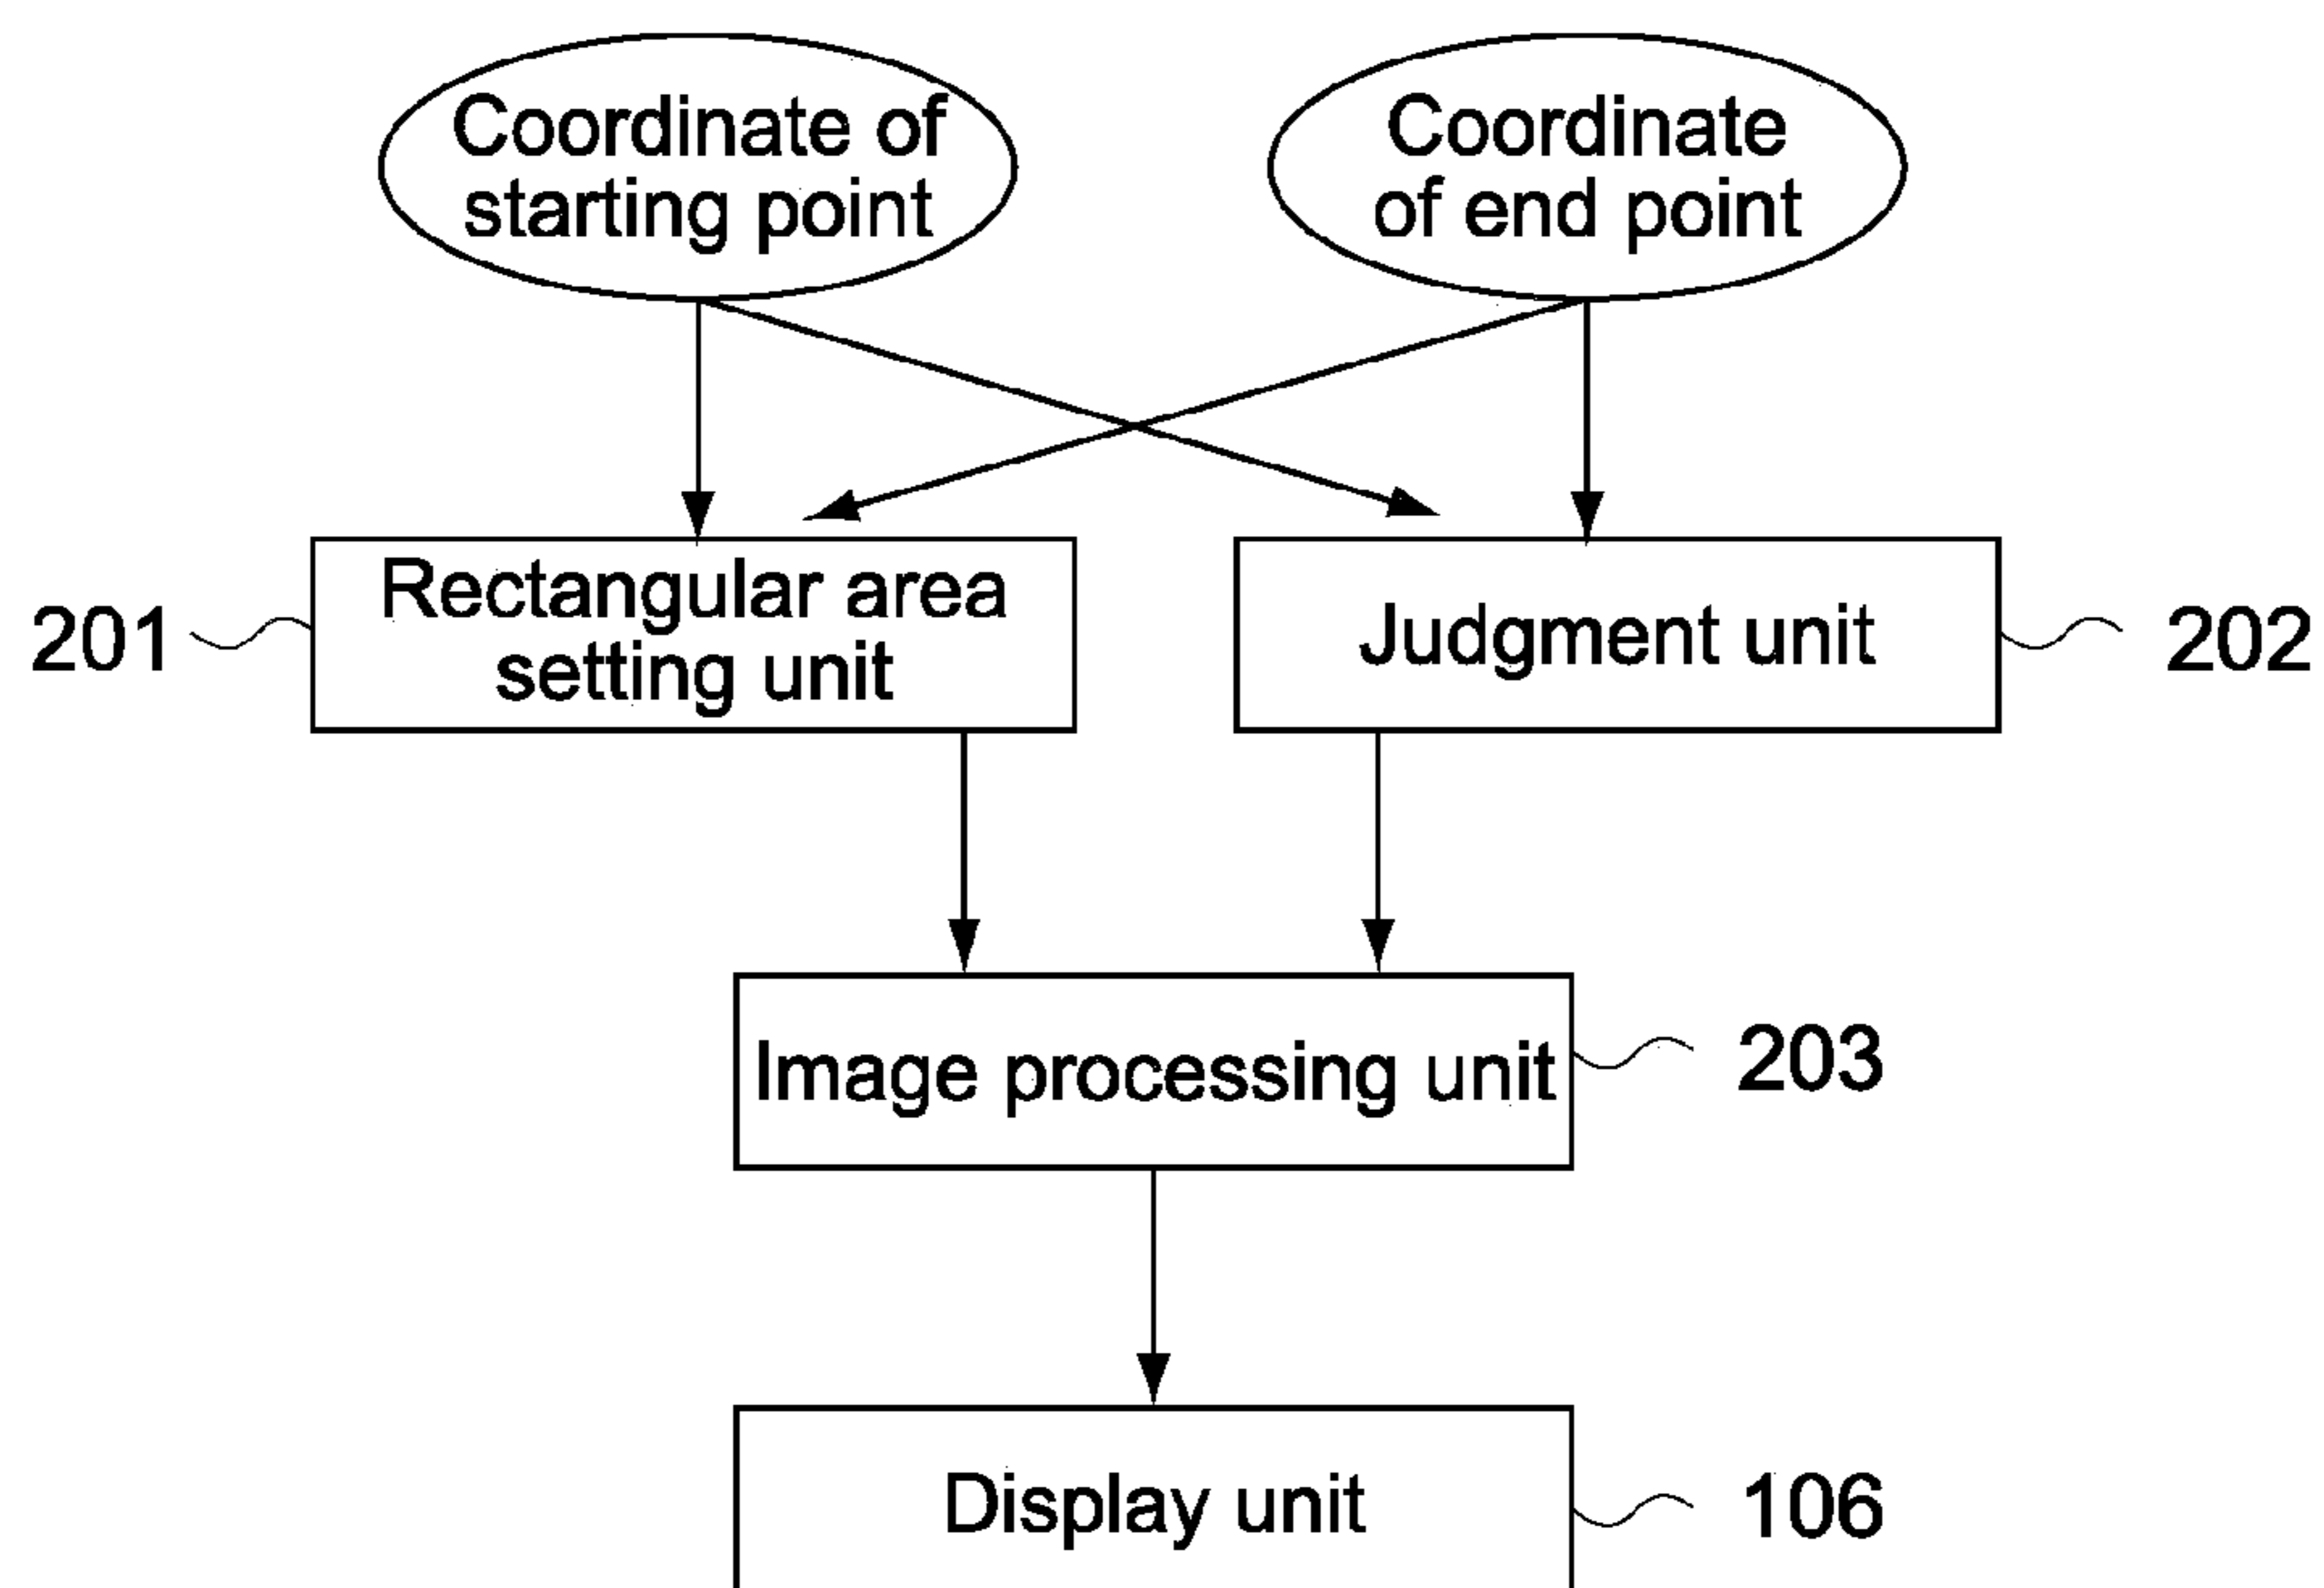 Coordinate of
starting point
Coordinate
of end point
201
Rectangular area
setting unit
Judgment unit
202
Image processing unit
203
Display unit
106